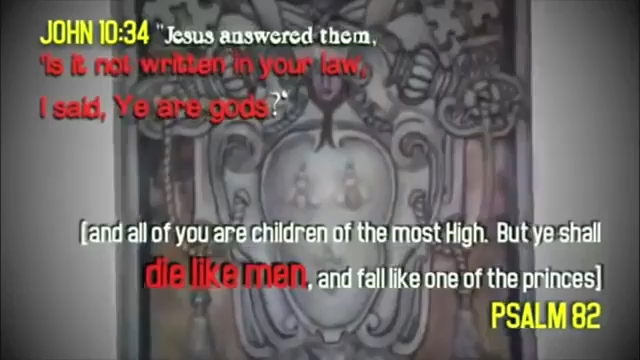 JOHN 10:34 "Jesus answered them,
'Is it not written in your law,
I said, Ye are gods?'"
[and all of you are children of the most High. But ye shall
die like men, and fall like one of the princes]
PSALM 82